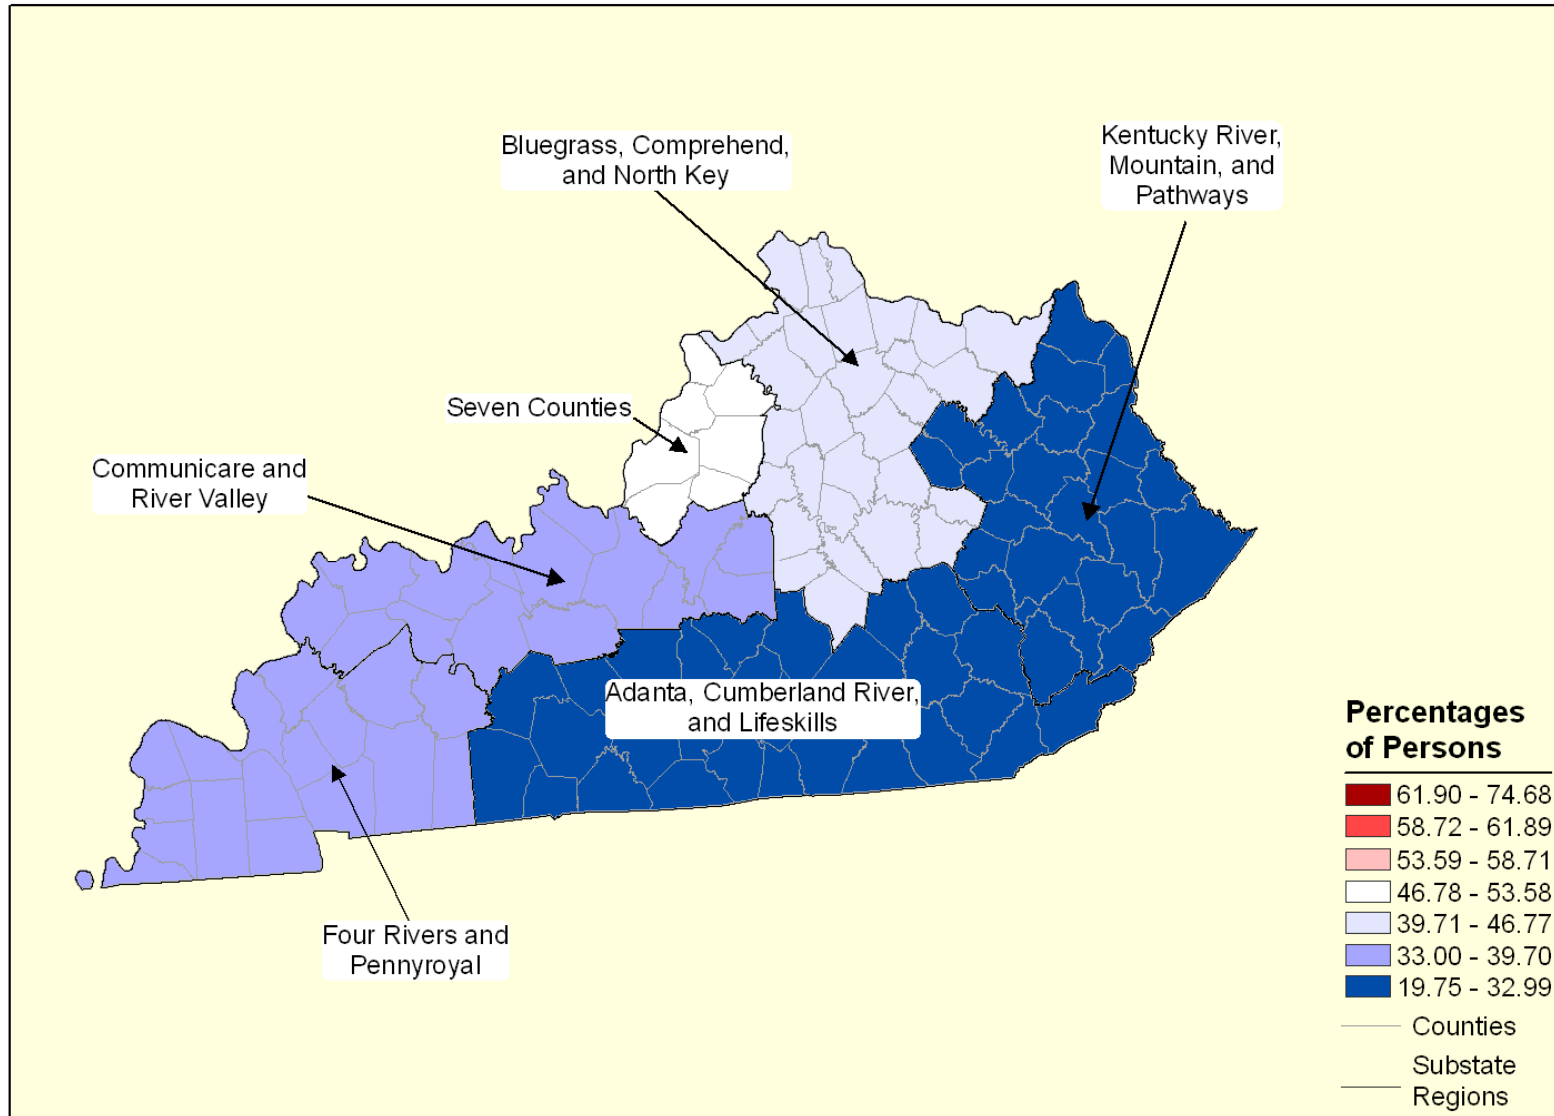 Bluegrass, Comprehend,
and North Key
Kentucky River,
Mountain, and
Pathways
Seven Counties
Communicare and
River Valley
Adanta, Cumberland River,
and Lifeskills
Four Rivers and
Pennyroyal
Percentages
of Persons
61.90 - 74.68
58.72 - 61.89
53.59 - 58.71
46.78 - 53.58
39.71 - 46.77
33.00 - 39.70
19.75 - 32.99
Counties
Substate
Regions